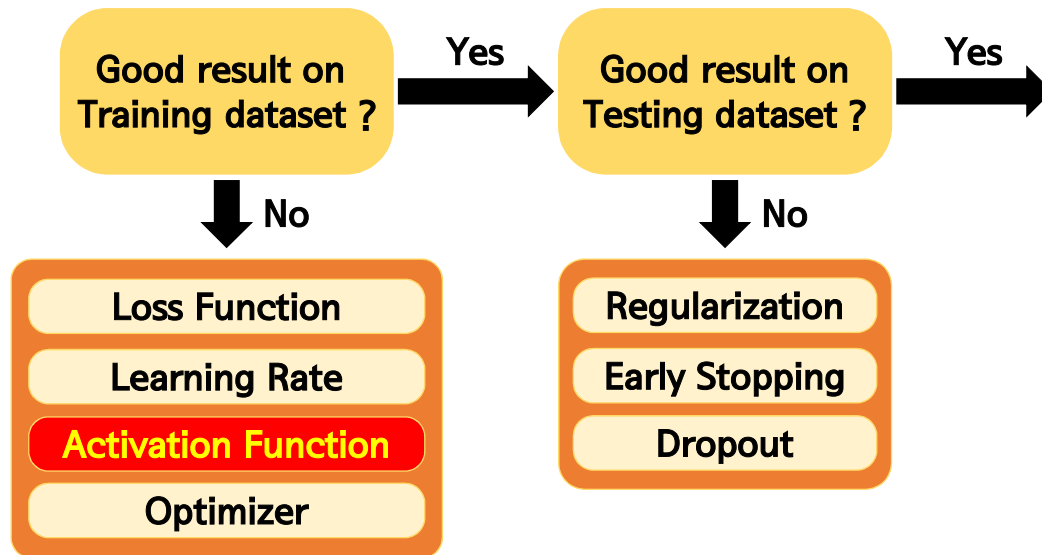 Good result on
Training dataset ?
Yes
Good result on
Testing dataset ?
Yes
No
No
Loss Function
Learning Rate
Activation Function
Optimizer
Regularization
Early Stopping
Dropout